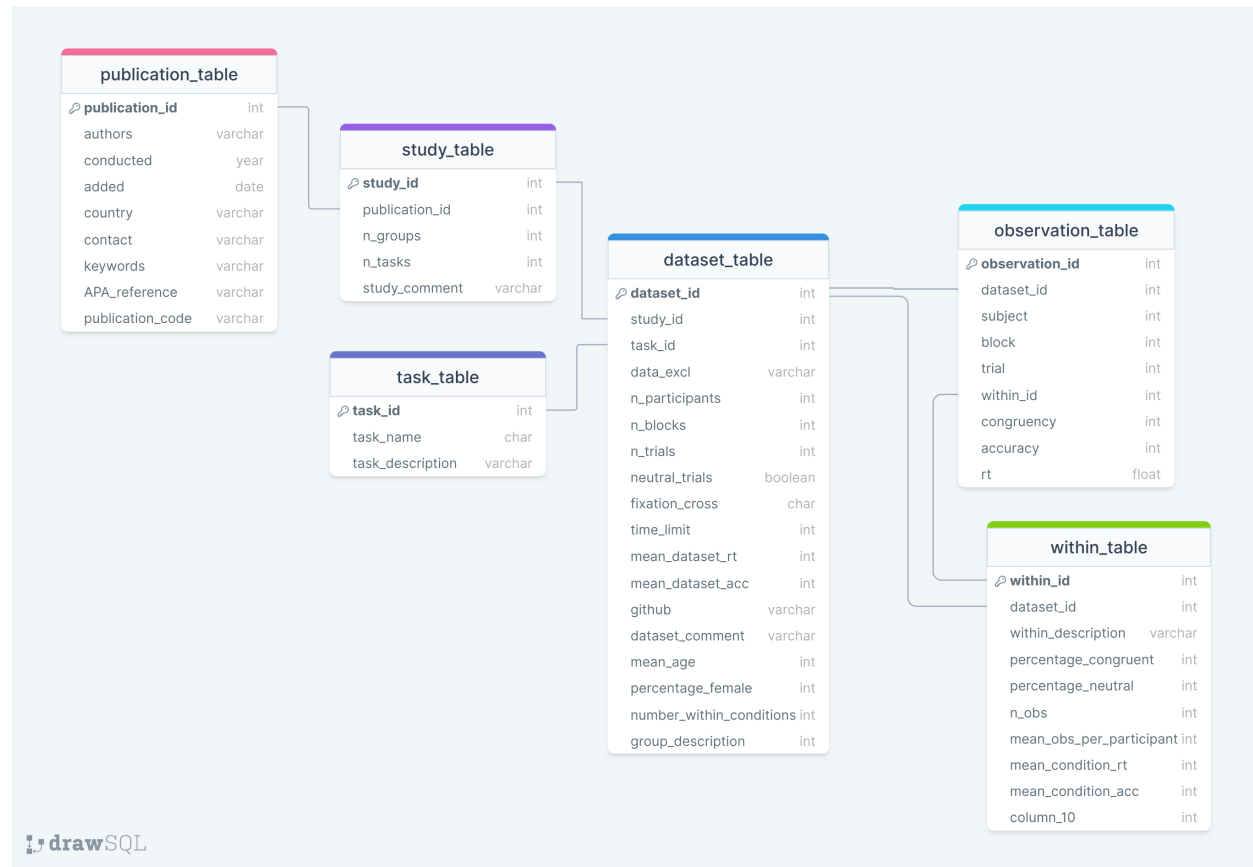 publication_table
publication_id int
authors varchar
conducted year
added date
country varchar
contact varchar
keywords varchar
APA_reference varchar
publication_code varchar
study_table
study_id int
publication_id int
n_groups int
n_tasks int
study_comment varchar
task_table
task_id int
task_name char
task_description varchar
dataset_table
dataset_id int
study_id int
task_id int
data_excl varchar
n_participants int
n_blocks int
n_trials int
neutral_trials boolean
fixation_cross char
time_limit int
mean_dataset_rt int
mean_dataset_acc int
github varchar
dataset_comment varchar
mean_age int
percentage_female int
number_within_conditions int
group_description int
observation_table
observation_id int
dataset_id int
subject int
block int
trial int
within_id int
congruency int
accuracy int
rt float
within_table
within_id int
dataset_id int
within_description varchar
percentage_congruent int
percentage_neutral int
n_obs int
mean_obs_per_participant int
mean_condition_rt int
mean_condition_acc int
column_10 int
drawSQL